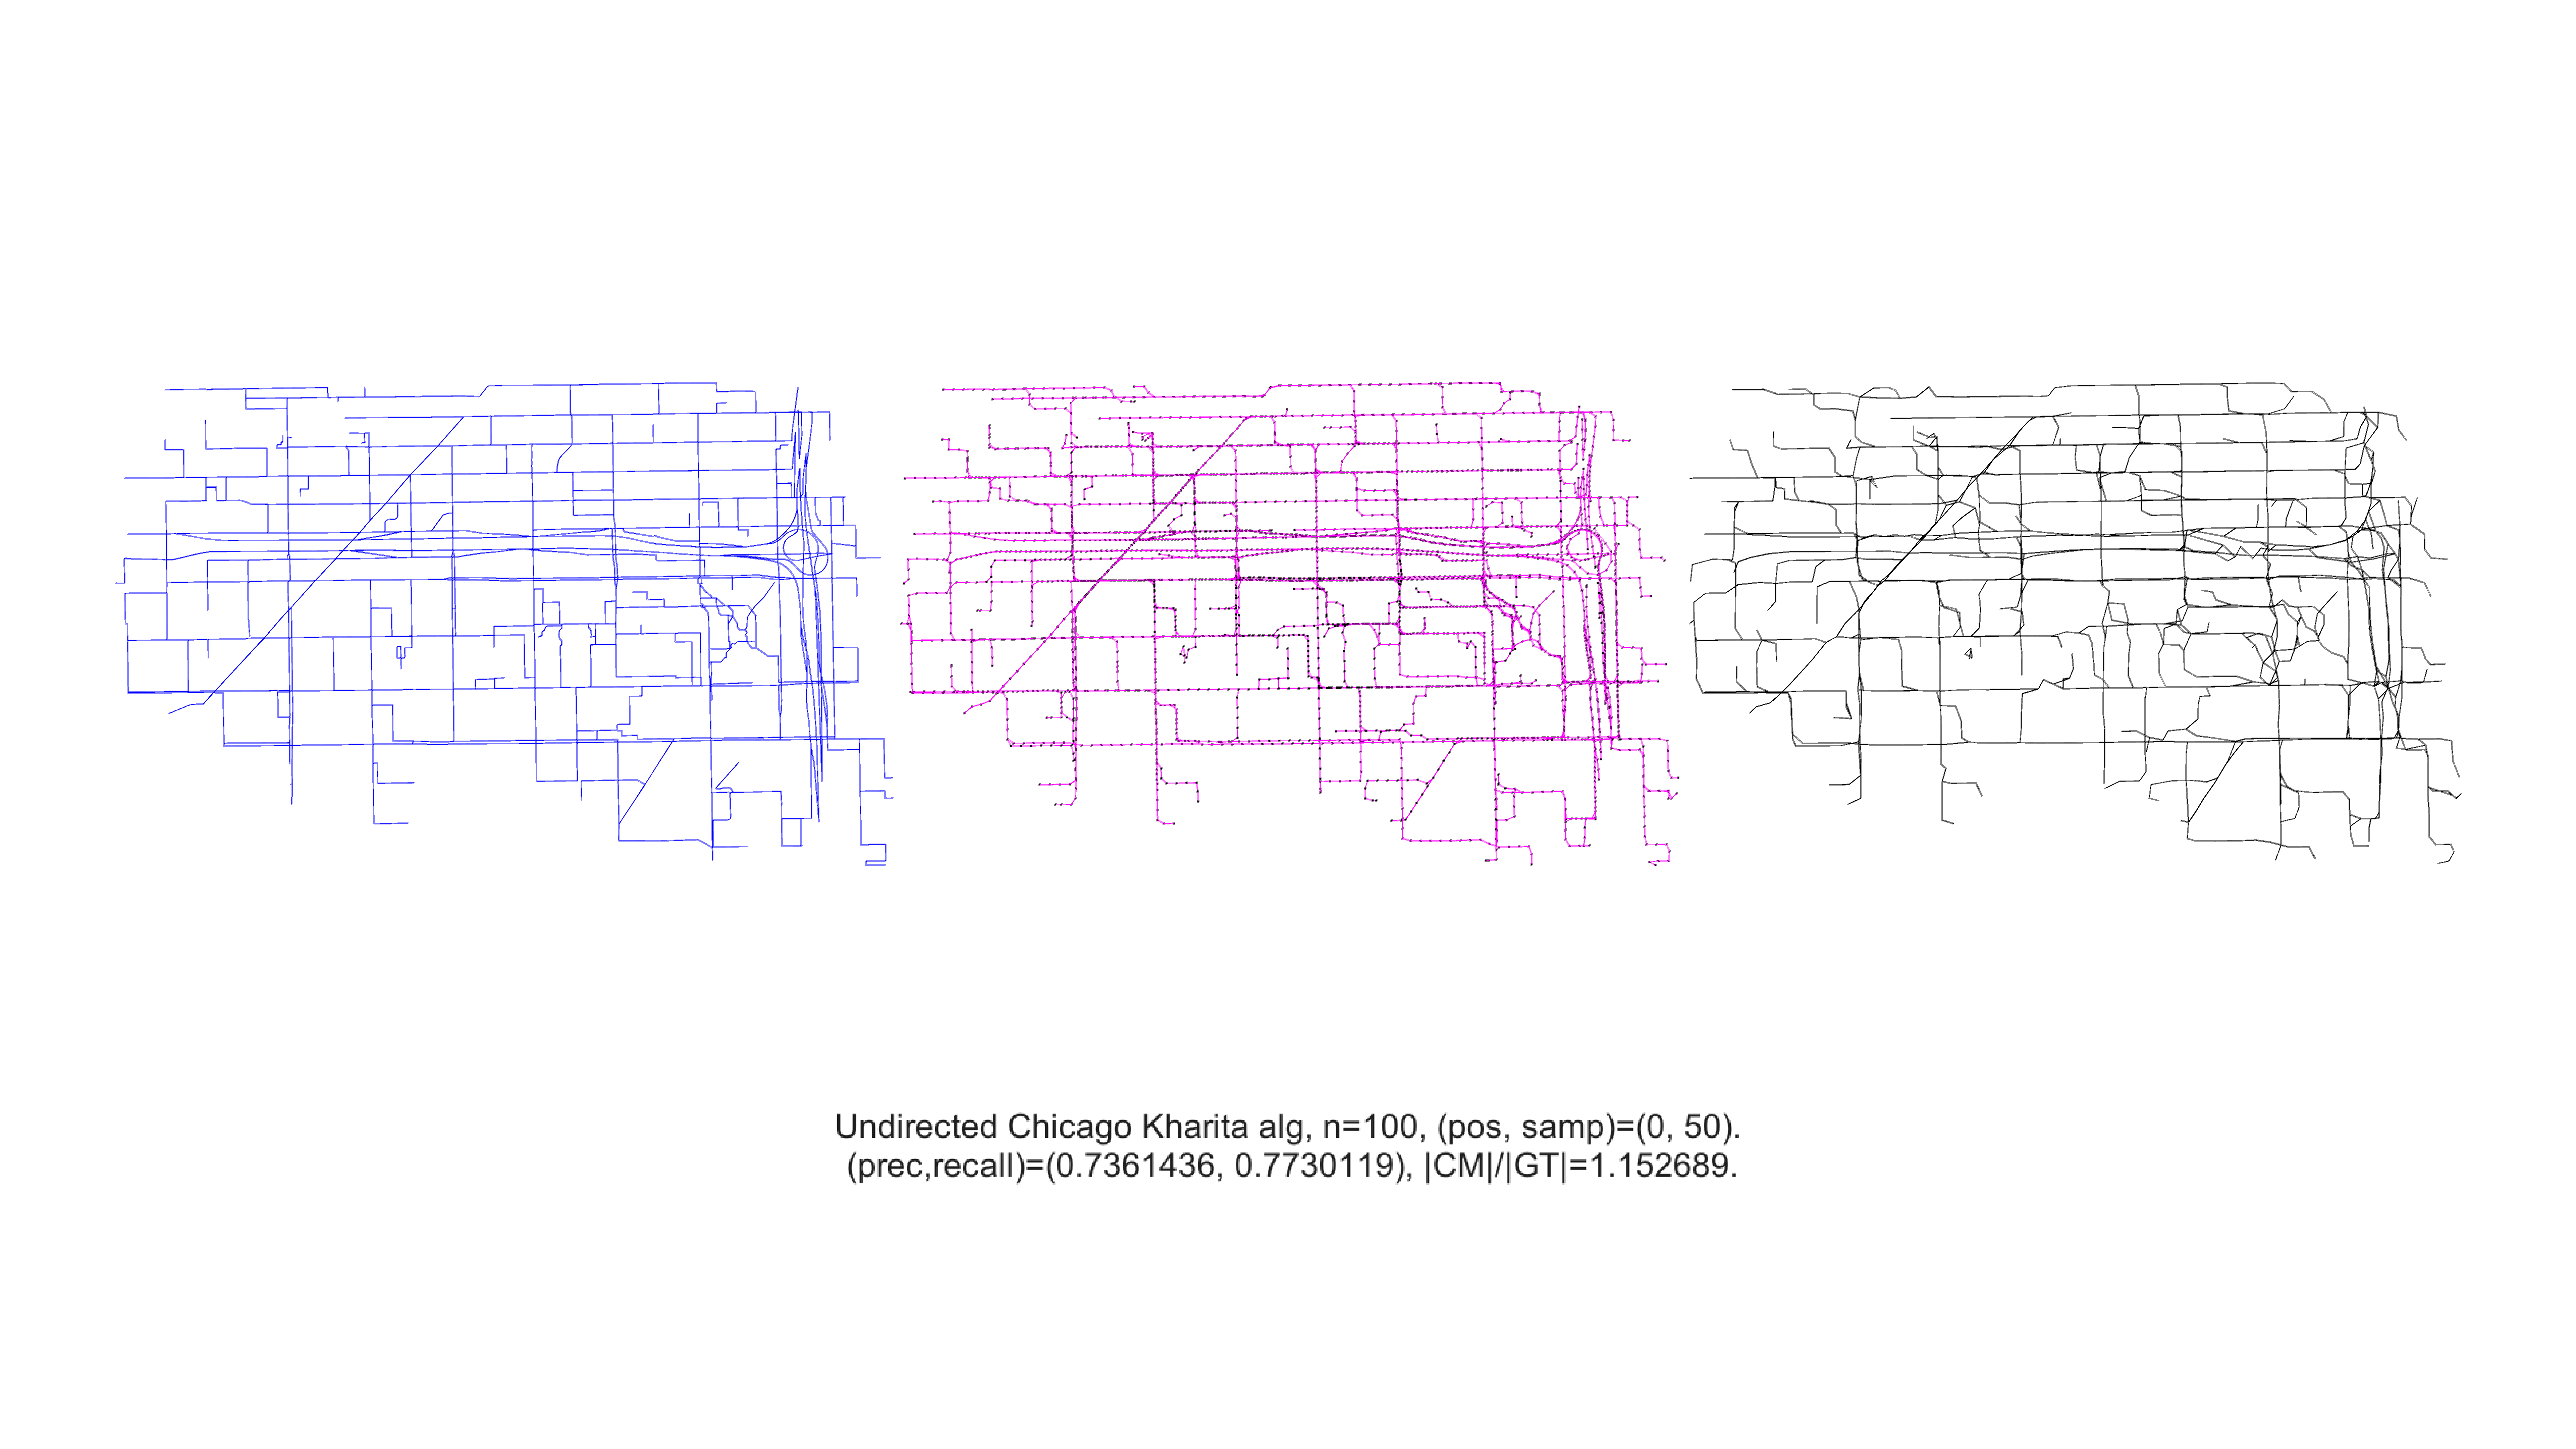 Undirected Chicago Kharita alg, n=100, (pos, samp)=(0, 50).
(prec,recall)=(0.7361436, 0.7730119), |CM|/|GT|=1.152689.